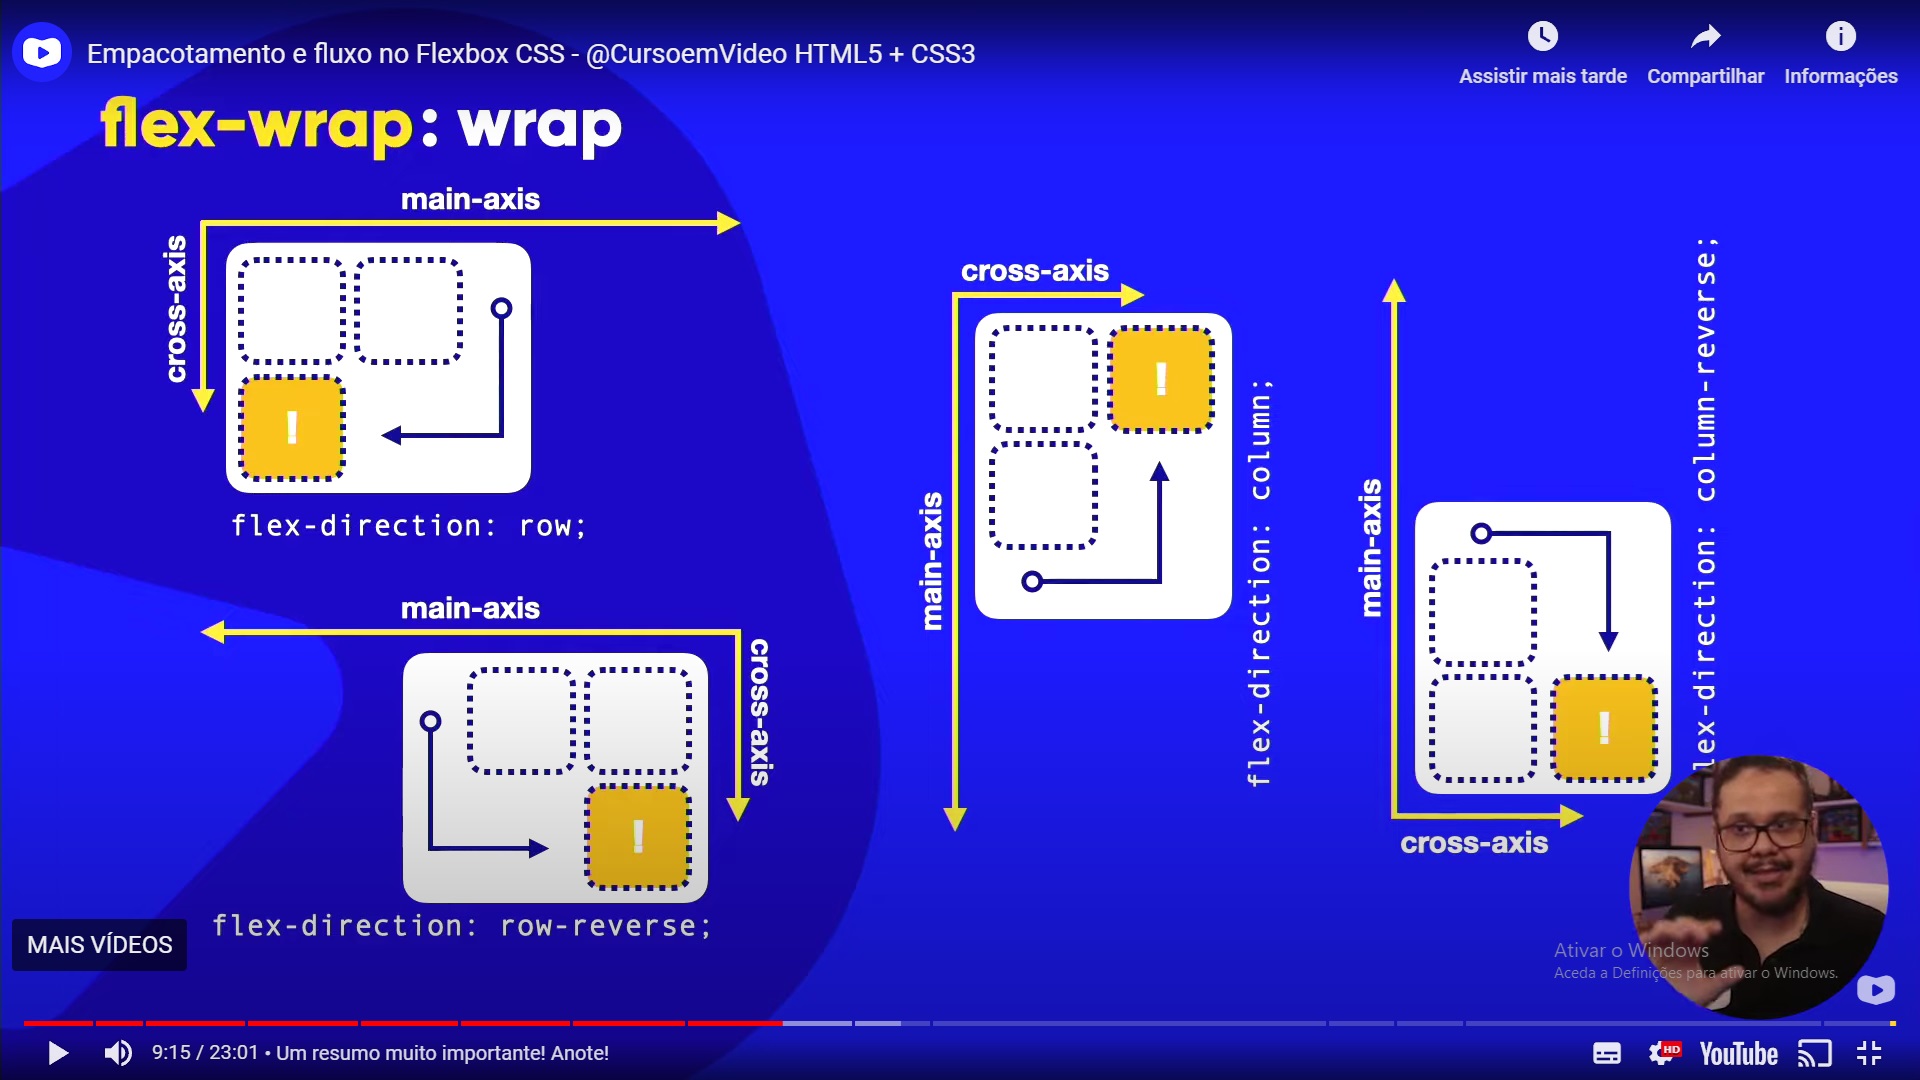 Empacotamento e fluxo no Flexbox CSS - @CursoemVideo HTML5 + CSS3
Assistir mais tarde
Compartilhar
Informações
flex-wrap: wrap
main-axis
cross-axis
!
flex-direction: row;
main-axis
cross-axis
!
flex-direction: row-reverse;
cross-axis
main-axis
!
flex-direction: column;
main-axis
cross-axis
!
flex-direction: column-reverse;
MAIS VÍDEOS
Ativar o Windows
Aceda a Definições para ativar o Windows.
9:15 / 23:01 • Um resumo muito importante! Anote!
HD
YouTube